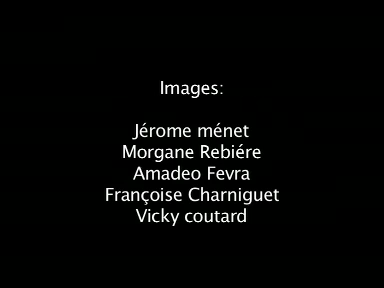 Images:
Jérome ménet
Morgane Rebiére
Amadeo Fevra
Françoise Charniguet
Vicky coutard